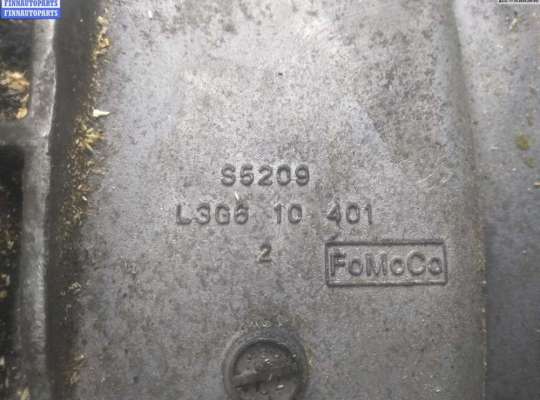 FINNAUTOPARTS
FINNAUTOPARTS
S5209
L3G6 10 401
2
FoMoCo